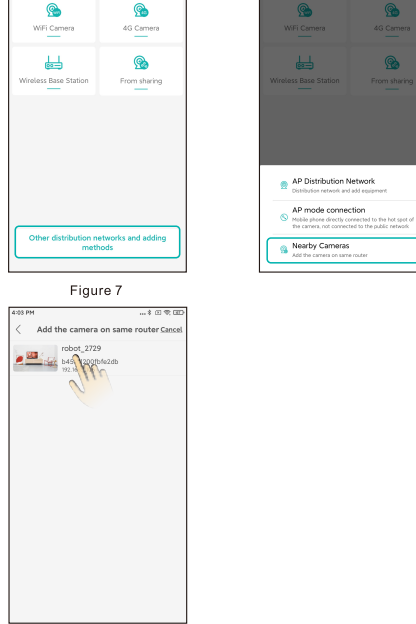 WiFi Camera
4G Camera
Wireless Base Station
From sharing
Other distribution networks and adding
methods
Figure 7
WiFi Camera
4G Camera
Wireless Base Station
From sharing
AP Distribution Network
Distribution network and add equipment
AP mode connection
Mobile phone directly connected to the hot spot of
the camera, not connected to the public network
Nearby Cameras
Add the camera on same router
4:03 PM
Add the camera on same router Cancel
robot_2729